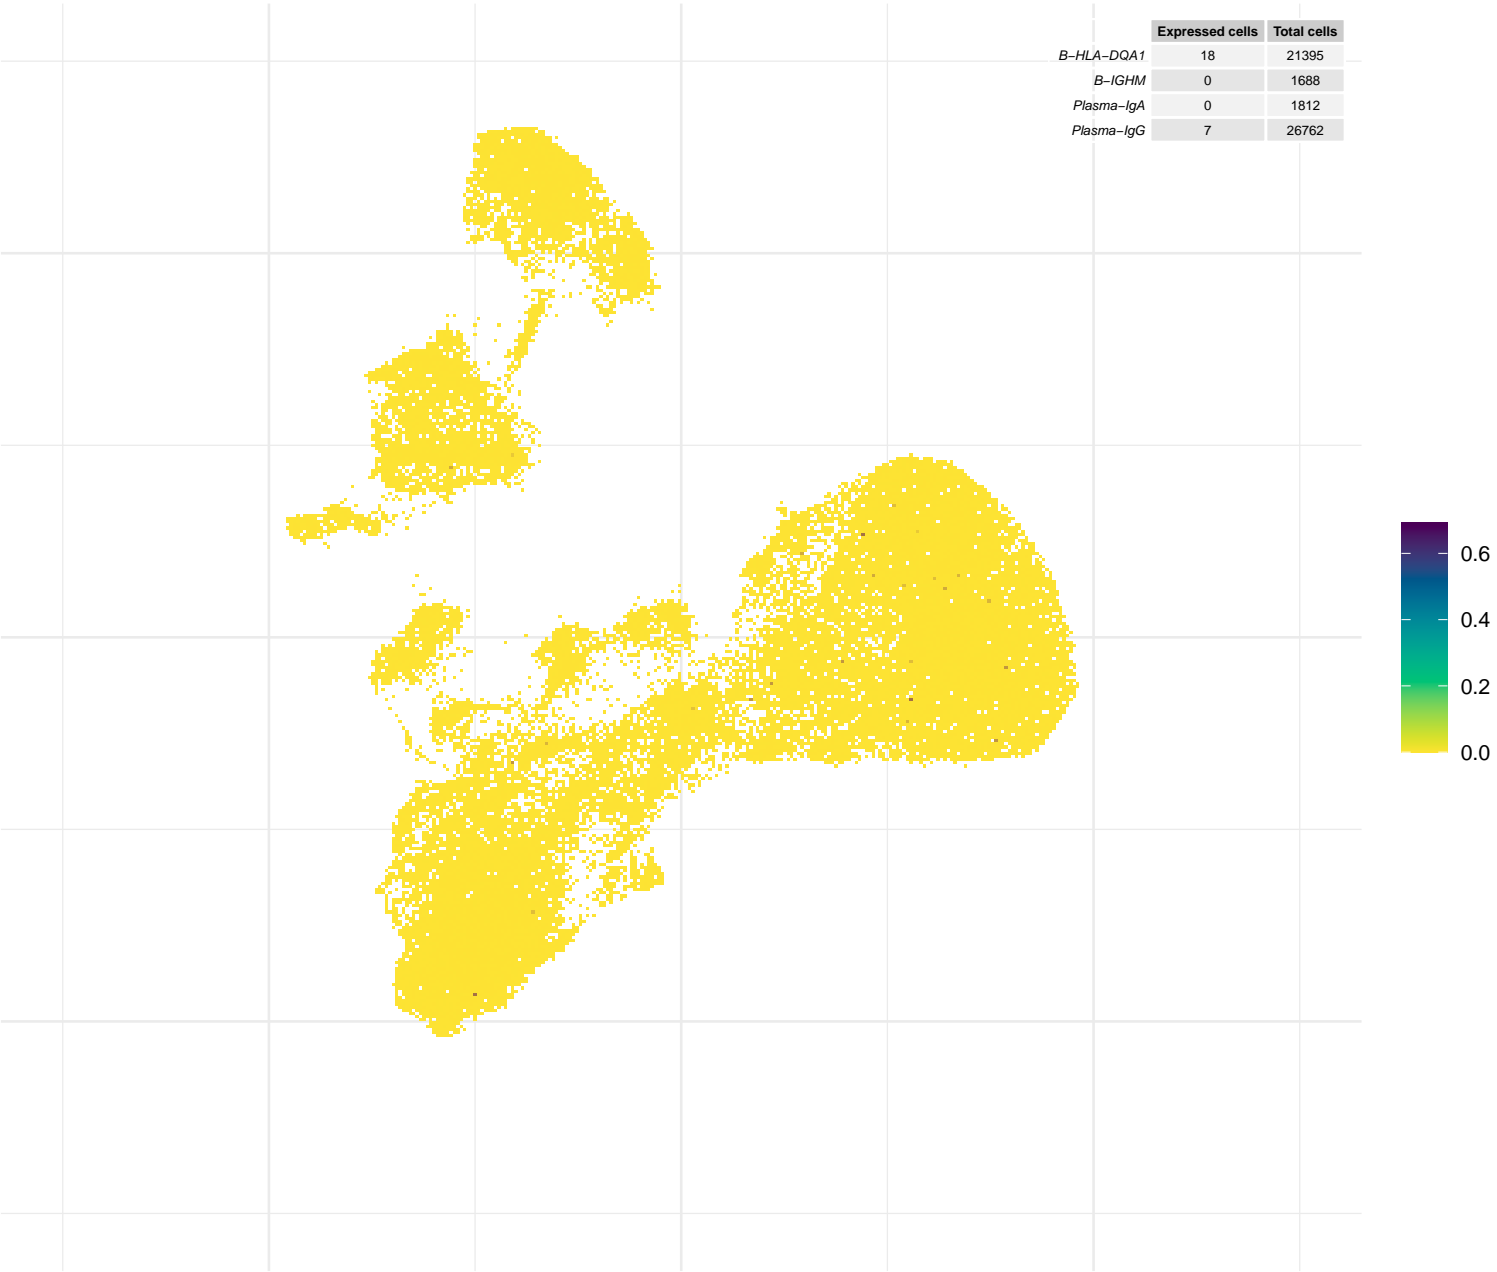 Expressed cells Total cells
B−HLA−DQA1 18 21395
B−IGHM 0 1688
Plasma−IgA 0 1812
Plasma−IgG 7 26762
0.6
0.4
0.2
0.0